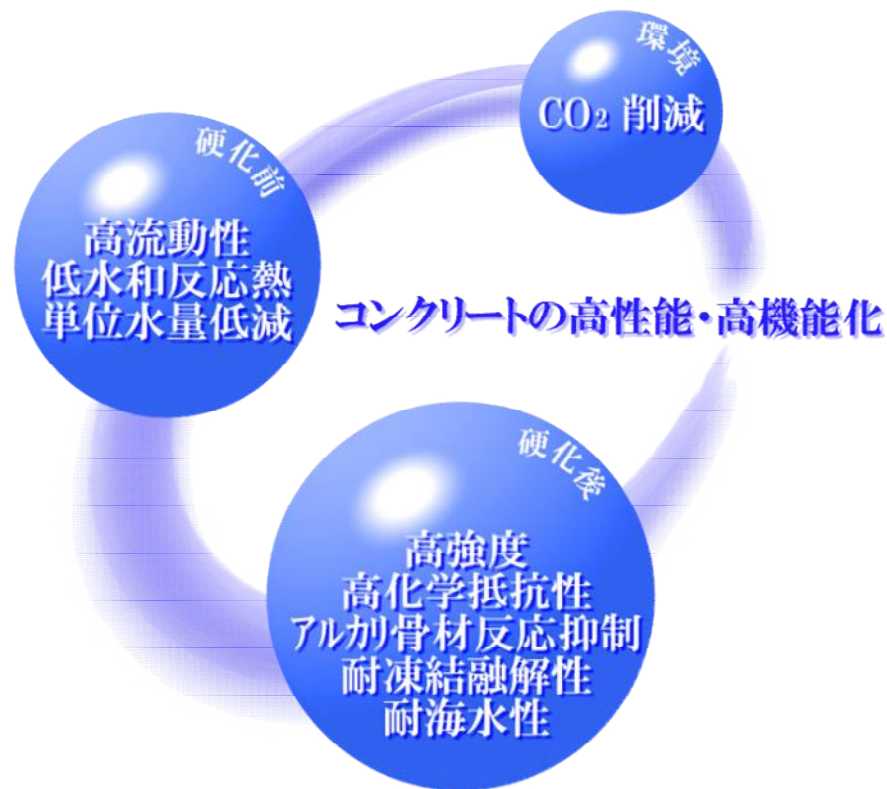 環境
CO₂ 削減
硬化前
高流動性
低水和反応熱
単位水量低減
コンクリートの高性能・高機能化
硬化後
高強度
高化学抵抗性
アルカリ骨材反応抑制
耐凍結融解性
耐海水性